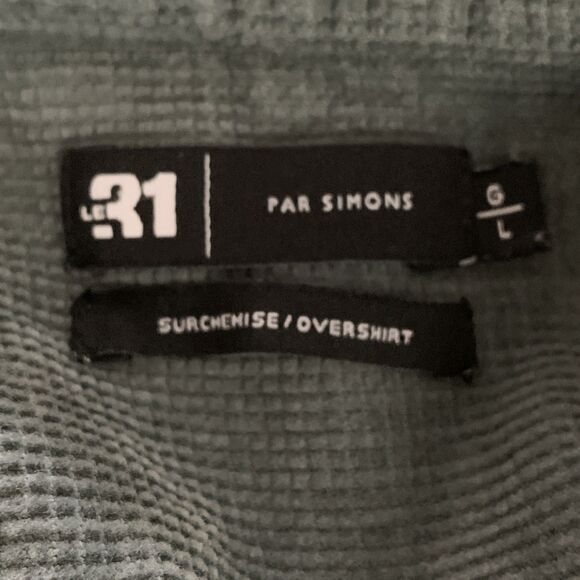 LE 31
PAR SIMONS
G
L
SURCHEMISE / OVERSHIRT